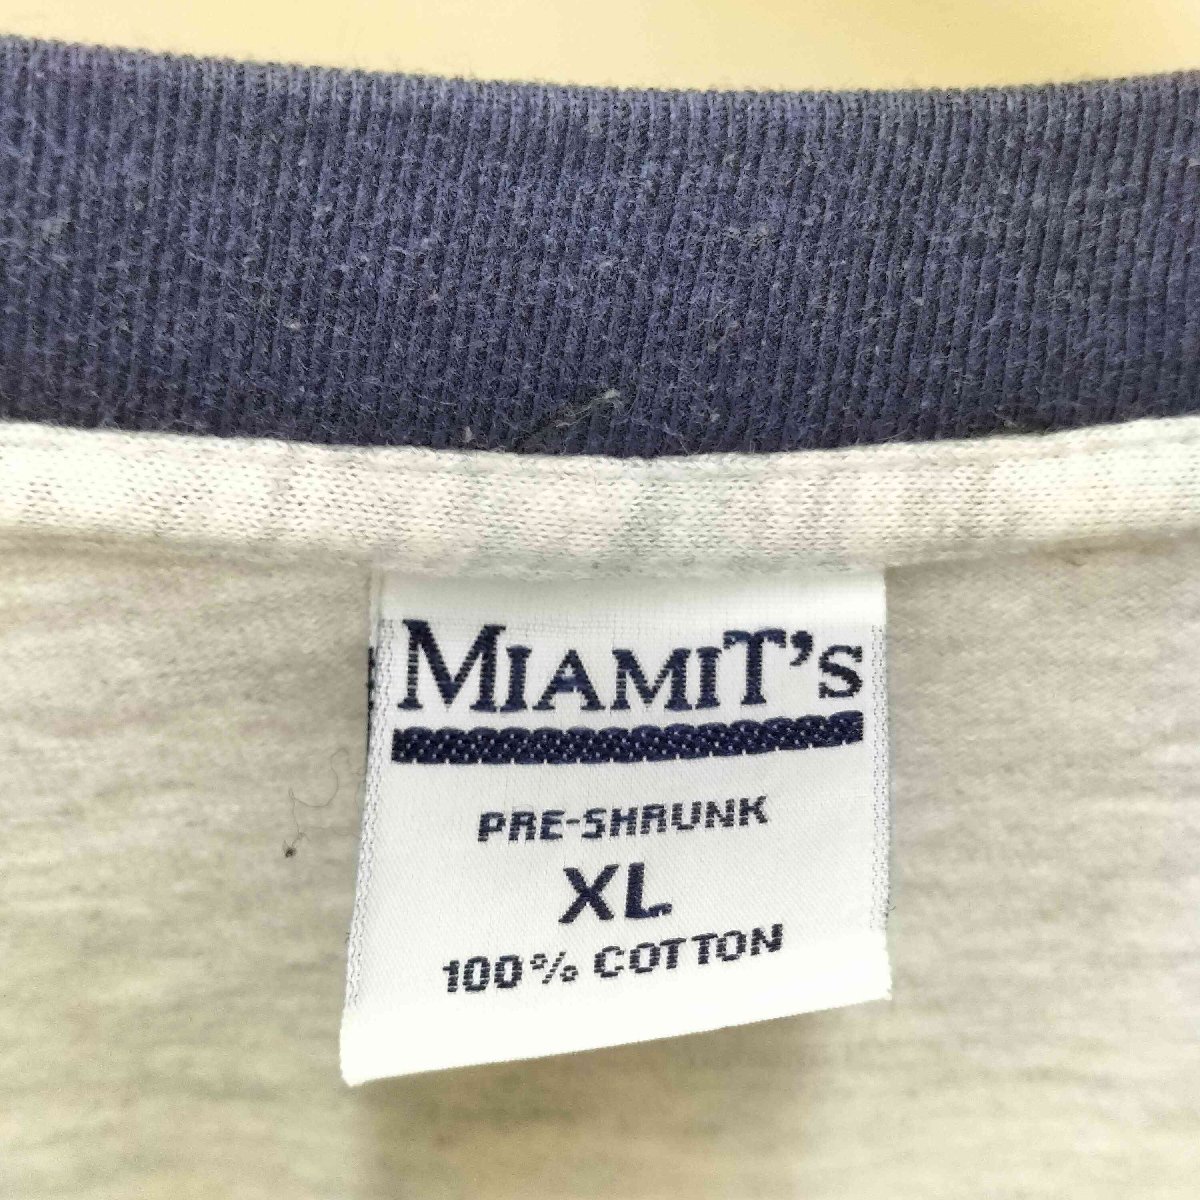 MIAMIT'S
PRE-SHRUNK
XL
100% COTTON